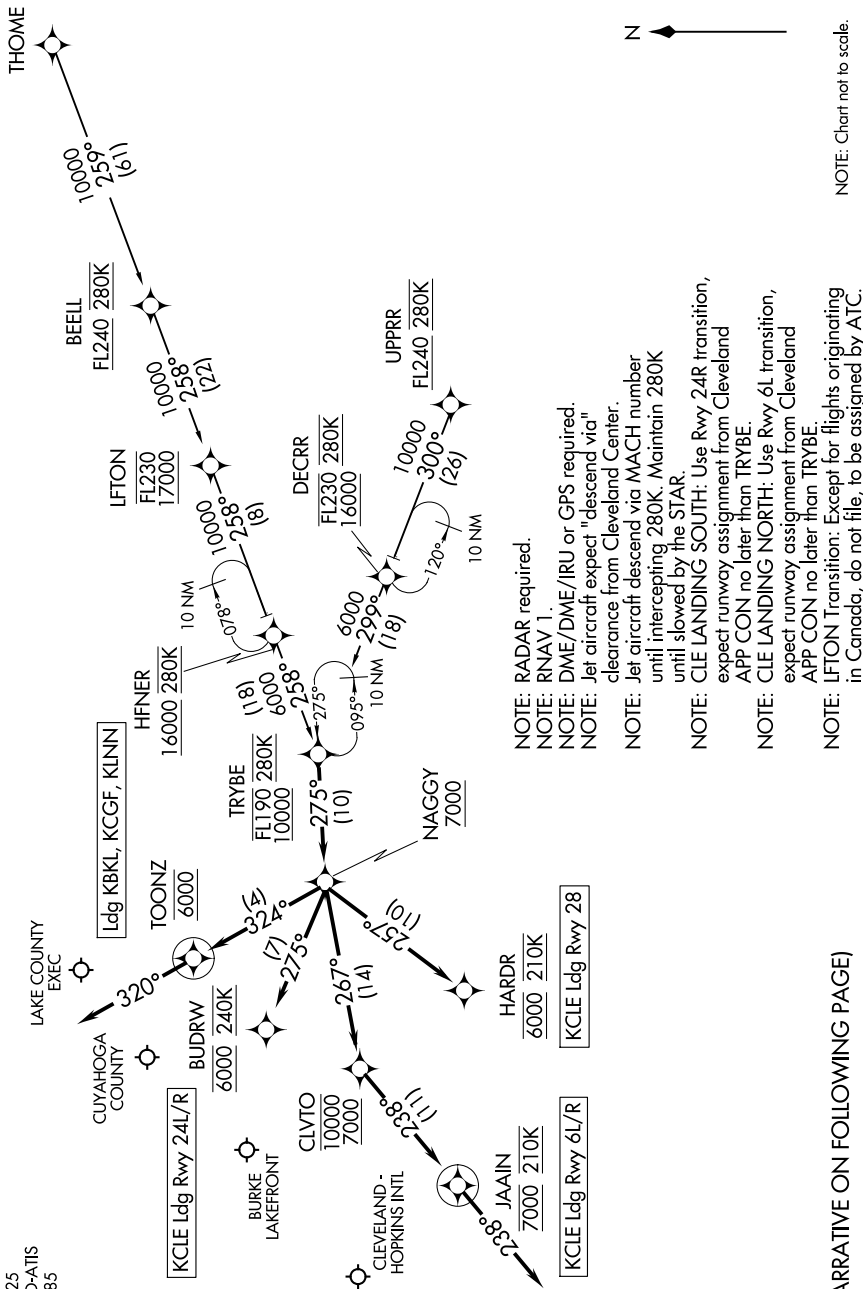 25
D-ATIS
85
THOME
10000
259°
(61)
BEELL
FL240 280K
10000
258°
(22)
LFTON
FL230
17000
10000
258°
(8)
10 NM
078°
HFNER
16000 280K
(18)
6000
258°
UPPRR
FL240 280K
10000
300°
(26)
DECRR
FL230 280K
16000
120°
10 NM
6000
299°
(18)
275°
095°
10 NM
TRYBE
FL190 280K
10000
275°
(10)
NAGGY
7000
Ldg KBKL, KCGF, KLNN
TOONZ
6000
(4)
324°
320°
LAKE COUNTY
EXEC
CUYAHOGA
COUNTY
(7)
275°
BUDRW
6000 240K
KCLE Ldg Rwy 24L/R
BURKE
LAKEFRONT
267°
(14)
CLVTO
10000
7000
257°
(10)
HARDR
6000 210K
KCLE Ldg Rwy 28
238°
(11)
CLEVELAND -
HOPKINS INTL
JAAIN
7000 210K
KCLE Ldg Rwy 6L/R
238°
N
NOTE: RADAR required.
NOTE: RNAV 1.
NOTE: DME/DME/IRU or GPS required.
NOTE: Jet aircraft expect "descend via"
clearance from Cleveland Center.
NOTE: Jet aircraft descend via MACH number
until intercepting 280K. Maintain 280K
until slowed by the STAR.
NOTE: CLE LANDING SOUTH: Use Rwy 24R transition,
expect runway assignment from Cleveland
APP CON no later than TRYBE.
NOTE: CLE LANDING NORTH: Use Rwy 6L transition,
expect runway assignment from Cleveland
APP CON no later than TRYBE.
NOTE: LFTON Transition: Except for flights originating
in Canada, do not file, to be assigned by ATC.
NOTE: Chart not to scale.
ARRATIVE ON FOLLOWING PAGE)